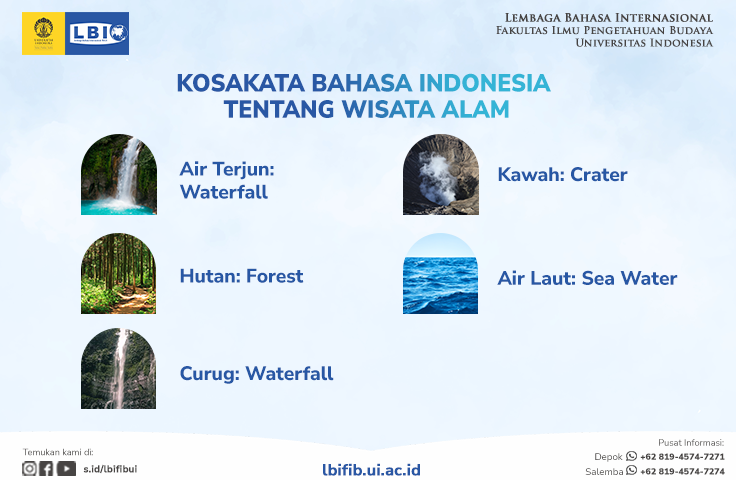 LBI
LEMBAGA BAHASA INTERNASIONAL
FAKULTAS ILMU PENGETAHUAN BUDAYA
UNIVERSITAS INDONESIA
KOSAKATA BAHASA INDONESIA
TENTANG WISATA ALAM
Air Terjun:
Waterfall
Kawah: Crater
Hutan: Forest
Air Laut: Sea Water
Curug: Waterfall
Temukan kami di:
s.id/lbifibui
lbifib.ui.ac.id
Pusat Informasi:
Depok +62 819-4574-7271
Salemba +62 819-4574-7274